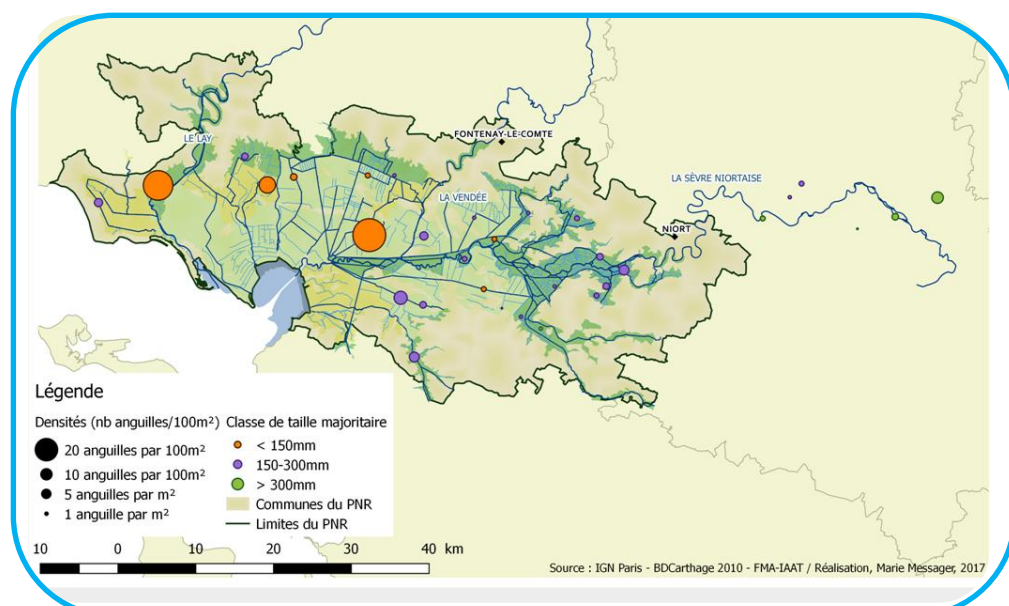 FONTENAY-LE-COMTE
LE LAY
LA VENDÉE
LA SÈVRE NIORTAISE
NIORT
Légende
Densités (nb anguilles/100m²)
20 anguilles par 100m²
10 anguilles par 100m²
5 anguilles par m²
1 anguille par m²
Classe de taille majoritaire
< 150mm
150-300mm
> 300mm
Communes du PNR
Limites du PNR
10 0 10 20 30 40 km
Source : IGN Paris - BDCarthage 2010 - FMA-IAAT / Réalisation, Marie Messager, 2017